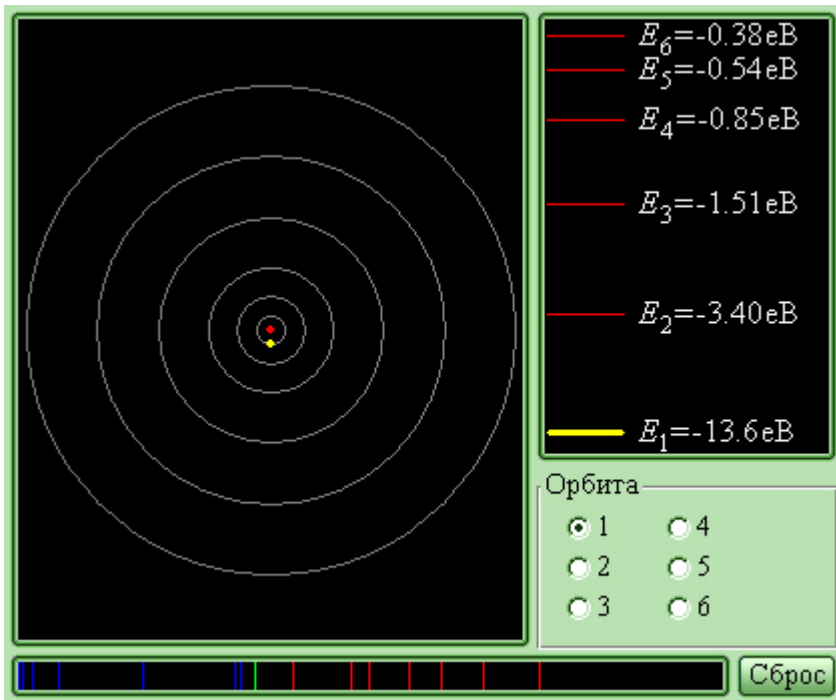 E₆=-0.38eB
E₅=-0.54eB
E₄=-0.85eB
E₃=-1.51eB
E₂=-3.40eB
E₁=-13.6eB
Орбита
1 4
2 5
3 6
Сброс